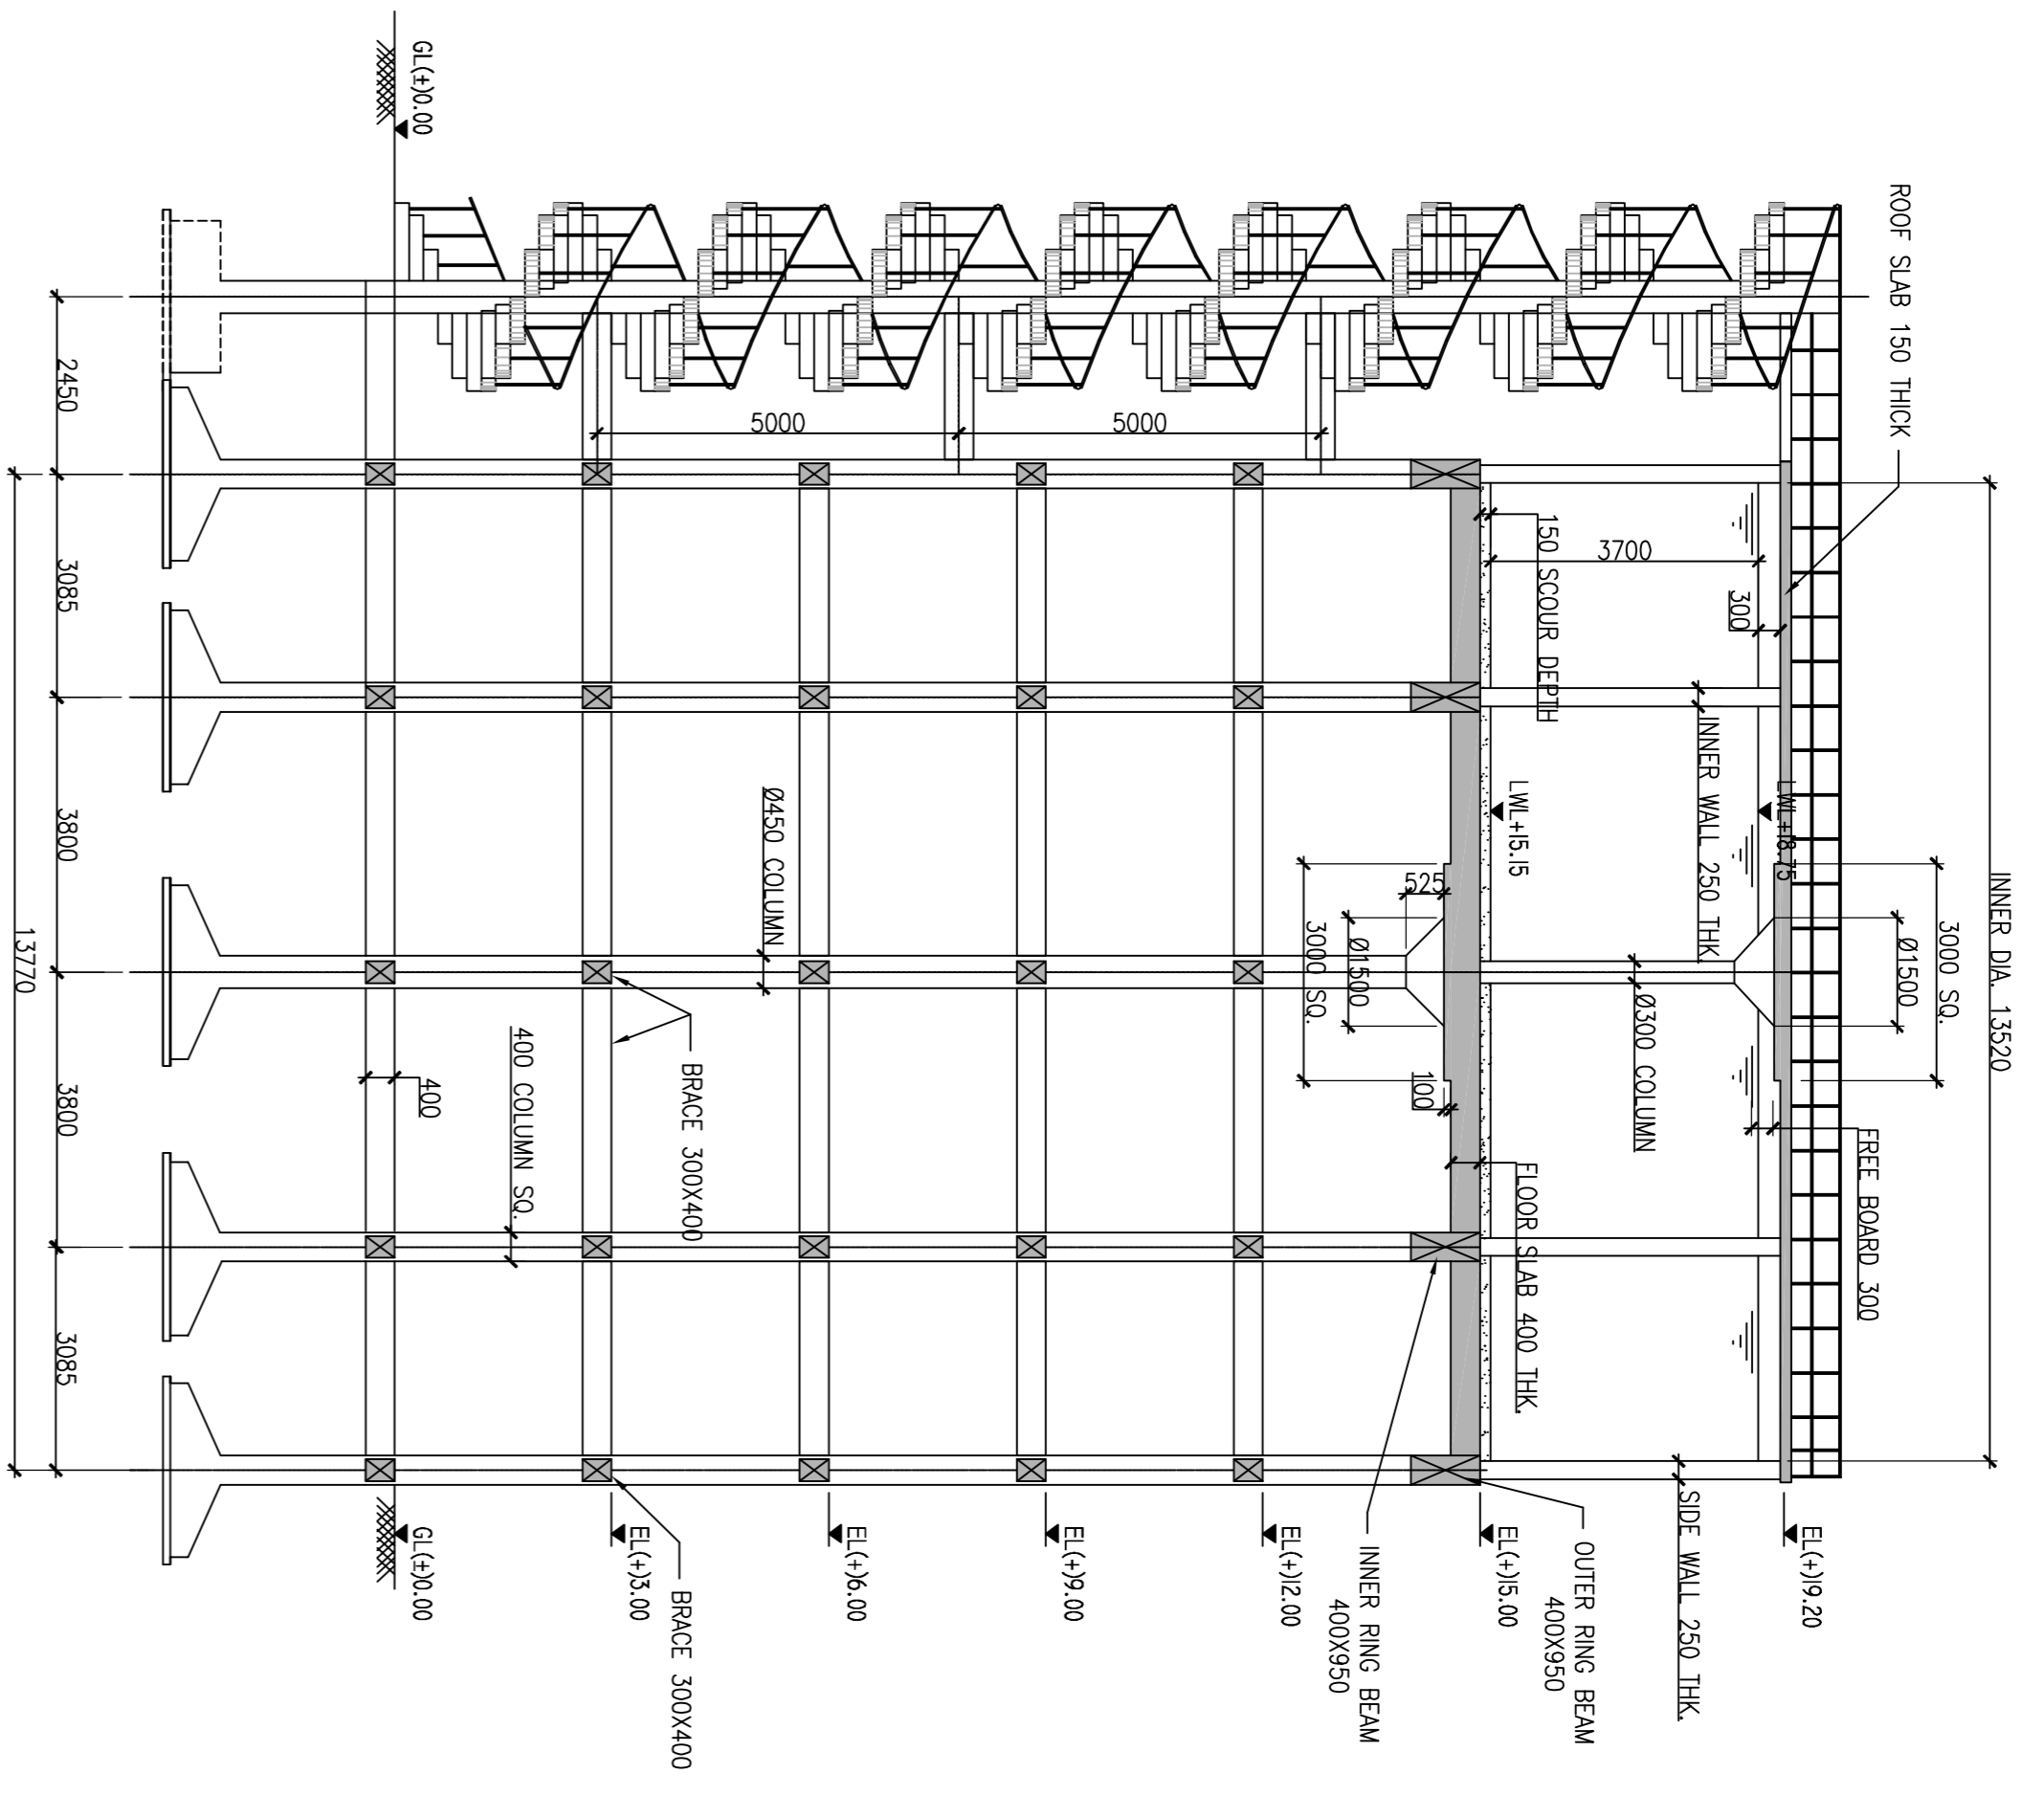 INNER DIA. 13520
3000 SQ.
Ø1500
ROOF SLAB 150 THICK
FREE BOARD 300
EL(+)19.20
LWL+18.75
300
INNER WALL 250 THK.
3700
Ø300 COLUMN
SIDE WALL 250 THK.
150 SCOUR DEPTH
LWL+15.15
FLOOR SLAB 400 THK.
EL(+)15.00
OUTER RING BEAM
400X950
525
100
Ø1500
3000 SQ.
INNER RING BEAM
400X950
5000
5000
EL(+)12.00
EL(+)9.00
EL(+)6.00
Ø450 COLUMN
BRACE 300X400
BRACE 300X400
EL(+)3.00
400 COLUMN SQ.
400
GL(±)0.00
GL(±)0.00
2450
3085
3800
3800
3085
13770